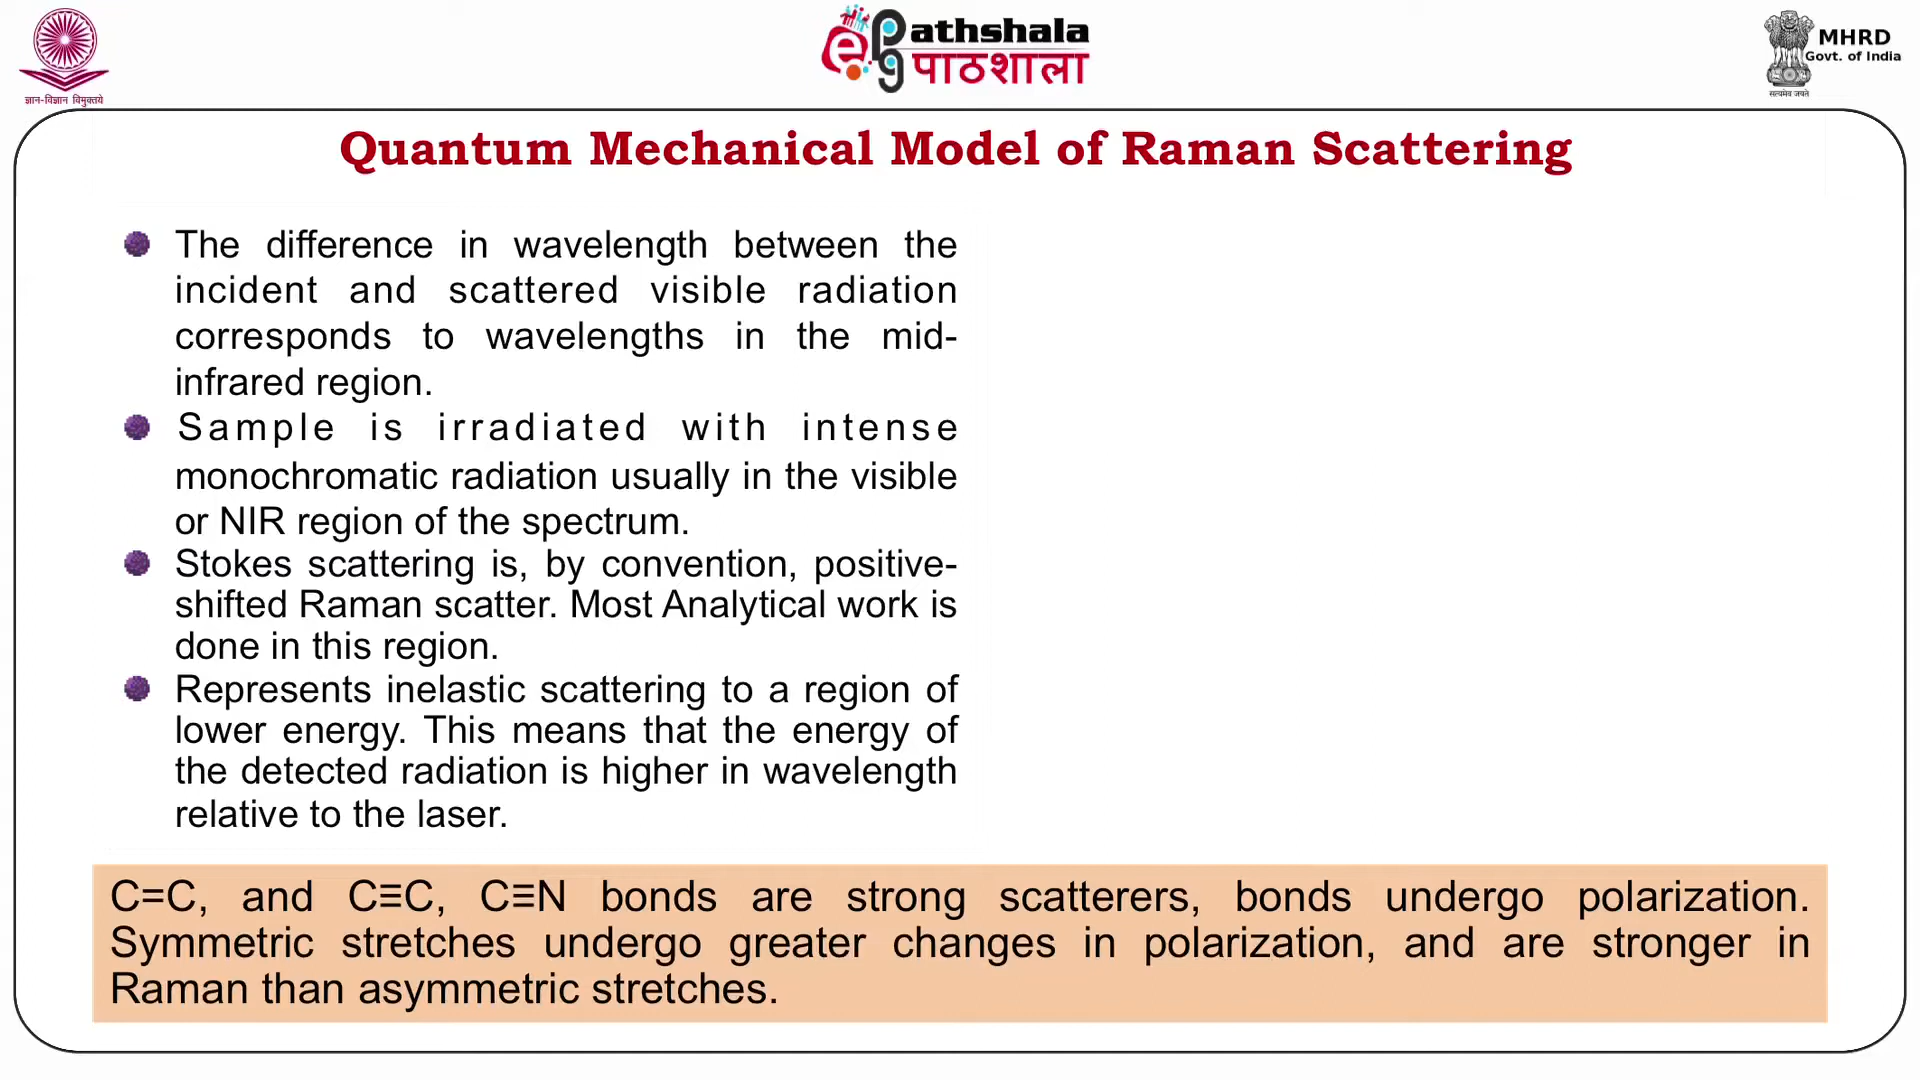 ज्ञान-विज्ञान विमुक्तये
ePg Pathshala
पाठशाला
MHRD
Govt. of India
सत्यमेव जयते
Quantum Mechanical Model of Raman Scattering
The difference in wavelength between the
incident and scattered visible radiation
corresponds to wavelengths in the mid-
infrared region.
Sample is irradiated with intense
monochromatic radiation usually in the visible
or NIR region of the spectrum.
Stokes scattering is, by convention, positive-
shifted Raman scatter. Most Analytical work is
done in this region.
Represents inelastic scattering to a region of
lower energy. This means that the energy of
the detected radiation is higher in wavelength
relative to the laser.
C=C, and C≡C, C≡N bonds are strong scatterers, bonds undergo polarization.
Symmetric stretches undergo greater changes in polarization, and are stronger in
Raman than asymmetric stretches.